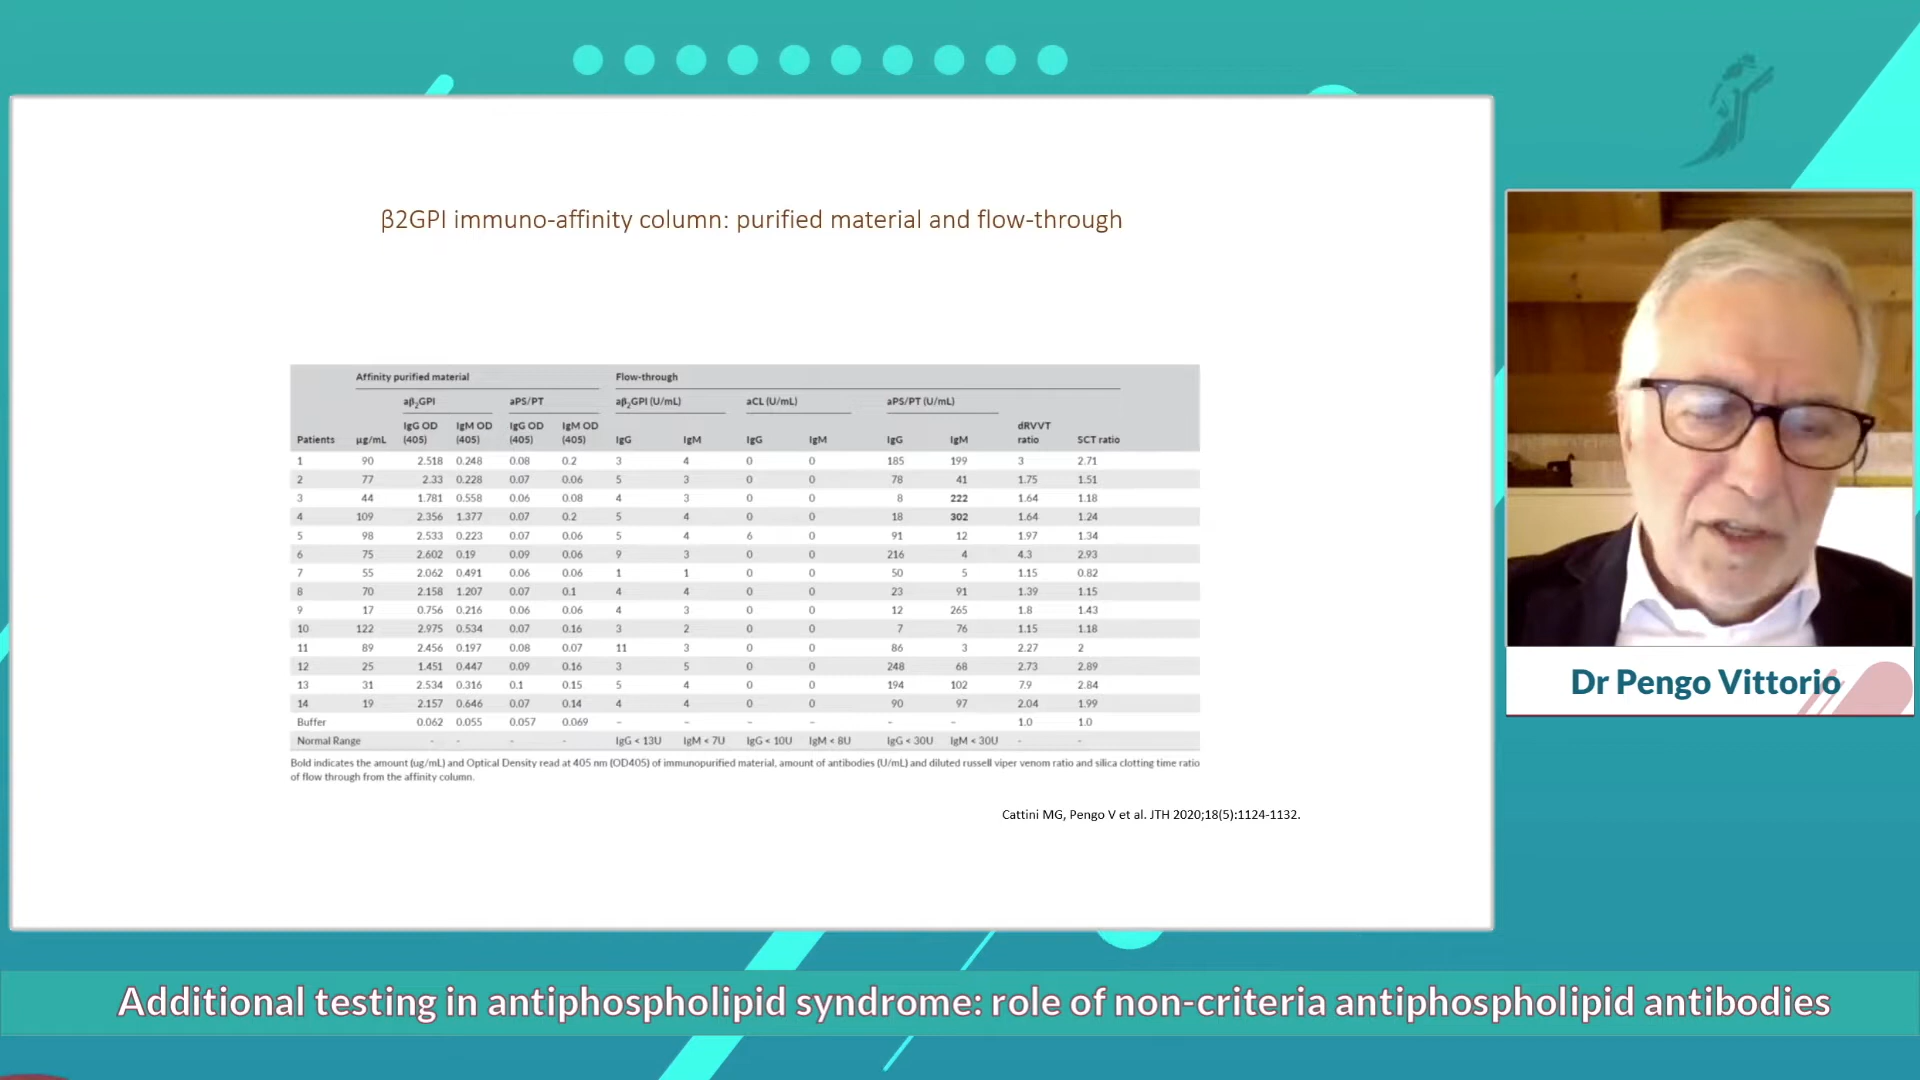 β2GPI immuno-affinity column: purified material and flow-through
Affinity purified material Flow-through
aβ₂GPI aPS/PT aβ₂GPI (U/mL) aCL (U/mL) aPS/PT (U/mL)
IgG OD IgM OD IgG OD IgM OD dRVVT
Patients µg/mL (405) (405) (405) (405) IgG IgM IgG IgM IgG IgM ratio SCT ratio
1 90 2.518 0.248 0.08 0.2 3 4 0 0 185 199 3 2.71
2 77 2.33 0.228 0.07 0.06 5 3 0 0 78 41 1.75 1.51
3 44 1.781 0.558 0.06 0.08 4 3 0 0 8 222 1.64 1.18
4 109 2.356 1.377 0.07 0.2 5 4 0 0 18 302 1.64 1.24
5 98 2.533 0.223 0.07 0.06 5 4 6 0 91 12 1.97 1.34
6 75 2.602 0.19 0.09 0.06 9 3 0 0 216 4 4.3 2.93
7 55 2.062 0.491 0.06 0.06 1 1 0 0 50 5 1.15 0.82
8 70 2.158 1.207 0.07 0.1 4 4 0 0 23 91 1.39 1.15
9 17 0.756 0.216 0.06 0.06 4 3 0 0 12 265 1.8 1.43
10 122 2.975 0.534 0.07 0.16 3 2 0 0 7 76 1.15 1.18
11 89 2.456 0.197 0.08 0.07 11 3 0 0 86 3 2.27 2
12 25 1.451 0.447 0.09 0.16 3 5 0 0 248 68 2.73 2.89
13 31 2.534 0.316 0.1 0.15 5 4 0 0 194 102 7.9 2.84
14 19 2.157 0.646 0.07 0.14 4 4 0 0 90 97 2.04 1.99
Buffer 0.062 0.055 0.057 0.069 – – – – – – 1.0 1.0
Normal Range - - - - IgG < 13U IgM < 7U IgG < 10U IgM < 8U IgG < 30U IgM < 30U - -
Bold indicates the amount (ug/mL) and Optical Density read at 405 nm (OD405) of immunopurified material, amount of antibodies (U/mL) and diluted russell viper venom ratio and silica clotting time ratio
of flow through from the affinity column.
Cattini MG, Pengo V et al. JTH 2020;18(5):1124-1132.
Dr Pengo Vittorio
Additional testing in antiphospholipid syndrome: role of non-criteria antiphospholipid antibodies